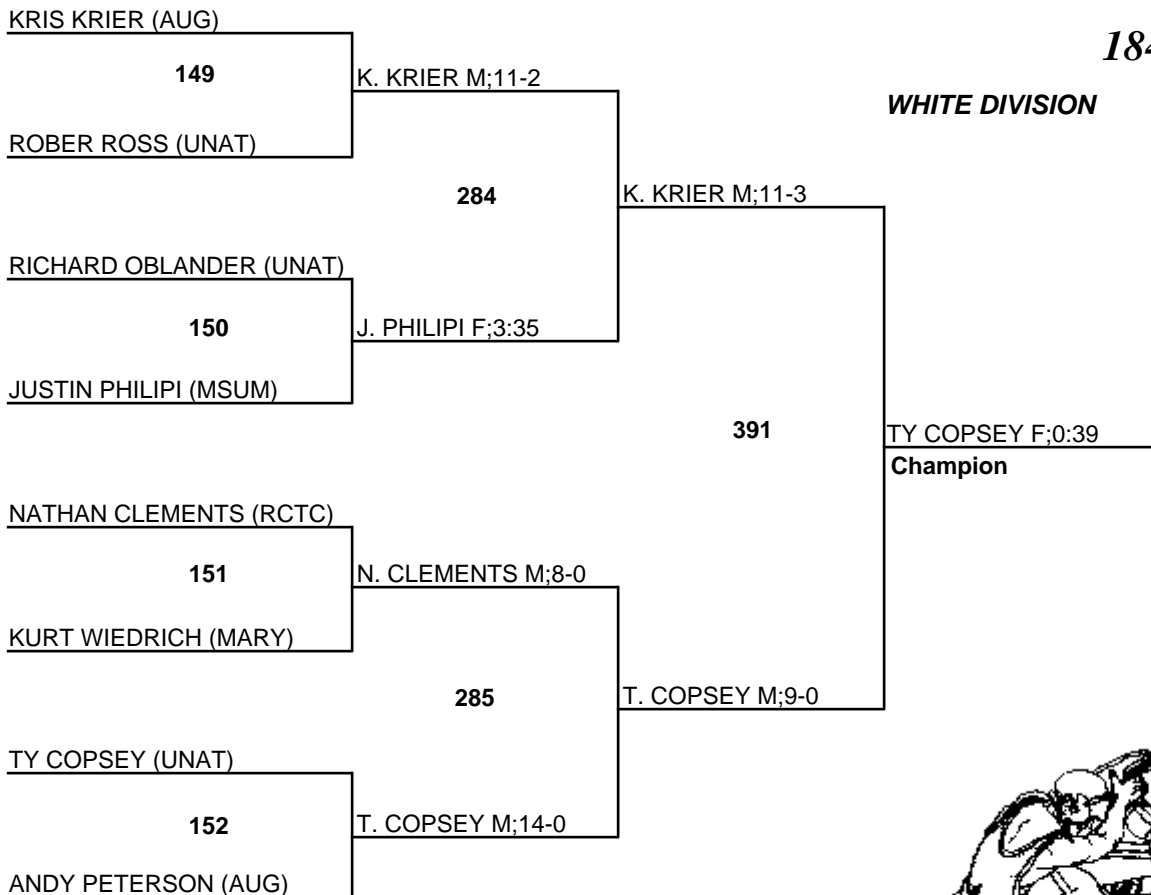 KRIS KRIER (AUG)
184
149
K. KRIER M;11-2
WHITE DIVISION
ROBER ROSS (UNAT)
284
K. KRIER M;11-3
RICHARD OBLANDER (UNAT)
150
J. PHILIPI F;3:35
JUSTIN PHILIPI (MSUM)
391
TY COPSEY F;0:39
Champion
NATHAN CLEMENTS (RCTC)
151
N. CLEMENTS M;8-0
KURT WIEDRICH (MARY)
285
T. COPSEY M;9-0
TY COPSEY (UNAT)
152
T. COPSEY M;14-0
ANDY PETERSON (AUG)